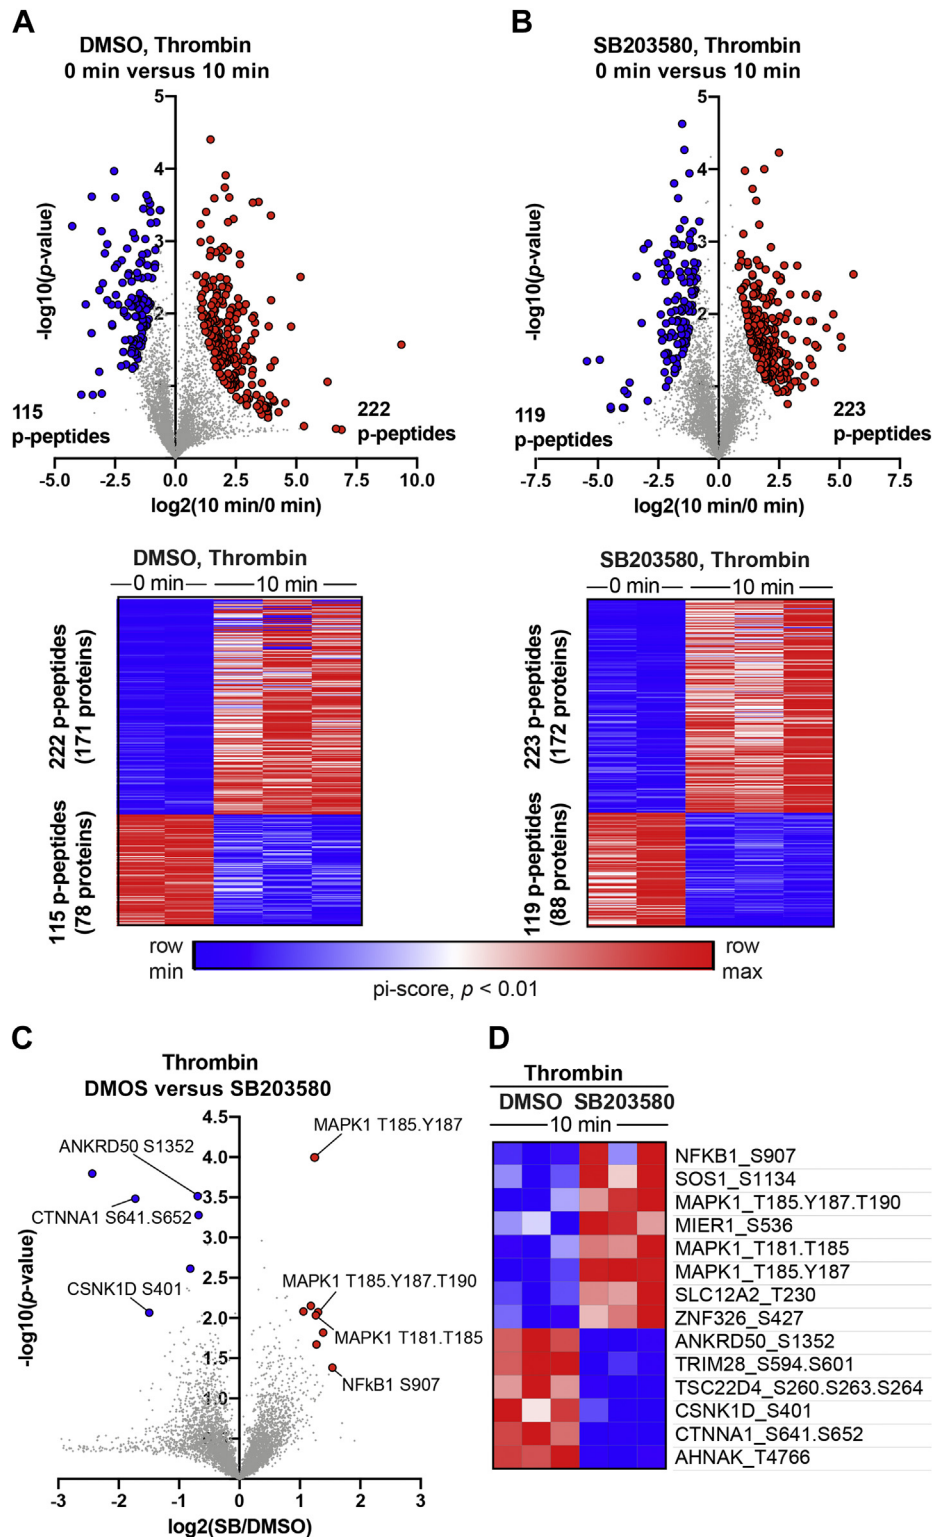 A
DMSO, Thrombin
0 min versus 10 min
5
4
3
2
-log10(p-value)
115
p-peptides
222
p-peptides
-5.0 -2.5 0.0 2.5 5.0 7.5 10.0
log2(10 min/0 min)
B
SB203580, Thrombin
0 min versus 10 min
5
4
3
2
-log10(p-value)
119
p-peptides
223
p-peptides
-7.5 -5.0 -2.5 0.0 2.5 5.0 7.5
log2(10 min/0 min)
DMSO, Thrombin
0 min 10 min
222 p-peptides
(171 proteins)
115 p-peptides
(78 proteins)
SB203580, Thrombin
0 min 10 min
223 p-peptides
(172 proteins)
119 p-peptides
(88 proteins)
row
min
row
max
pi-score, p < 0.01
C
Thrombin
DMOS versus SB203580
4.5
4.0
3.5
3.0
2.5
2.0
1.5
1.0
-log10(p-value)
MAPK1 T185.Y187
ANKRD50 S1352
CTNNA1 S641.S652
CSNK1D S401
MAPK1 T185.Y187.T190
MAPK1 T181.T185
NFkB1 S907
-3 -2 -1 0 1 2 3
log2(SB/DMSO)
D
Thrombin
DMSO SB203580
10 min
NFKB1_S907
SOS1_S1134
MAPK1_T185.Y187.T190
MIER1_S536
MAPK1_T181.T185
MAPK1_T185.Y187
SLC12A2_T230
ZNF326_S427
ANKRD50_S1352
TRIM28_S594.S601
TSC22D4_S260.S263.S264
CSNK1D_S401
CTNNA1_S641.S652
AHNAK_T4766